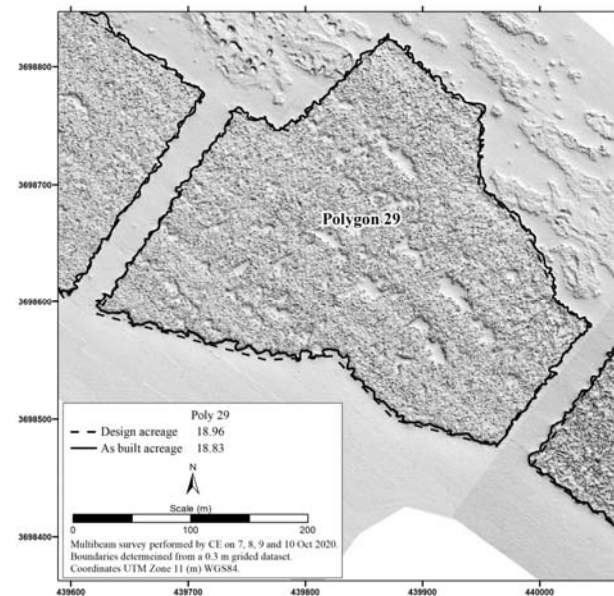 3698800
3698700
3698600
3698500
3698400
Polygon 29
Poly 29
Design acreage 18.96
As built acreage 18.83
N
Scale (m)
0 100 200
Multibeam survey performed by CE on 7, 8, 9 and 10 Oct 2020.
Boundaries determeined from a 0.3 m grided dataset.
Coordinates UTM Zone 11 (m) WGS84.
439600 439700 439800 439900 440000